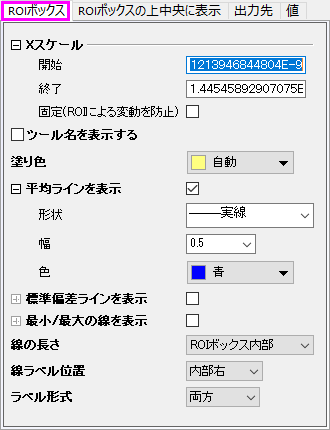 ROIボックス ROIボックスの上中央に表示 出力先 値
Xスケール
開始 1213946844804E-9
終了 1.44545892907075E
固定(ROIによる変動を防止)
ツール名を表示する
塗り色 自動
平均ラインを表示
形状 実線
幅 0.5
色 青
標準偏差ラインを表示
最小/最大の線を表示
線の長さ ROIボックス内部
線ラベル位置 内部右
ラベル形式 両方